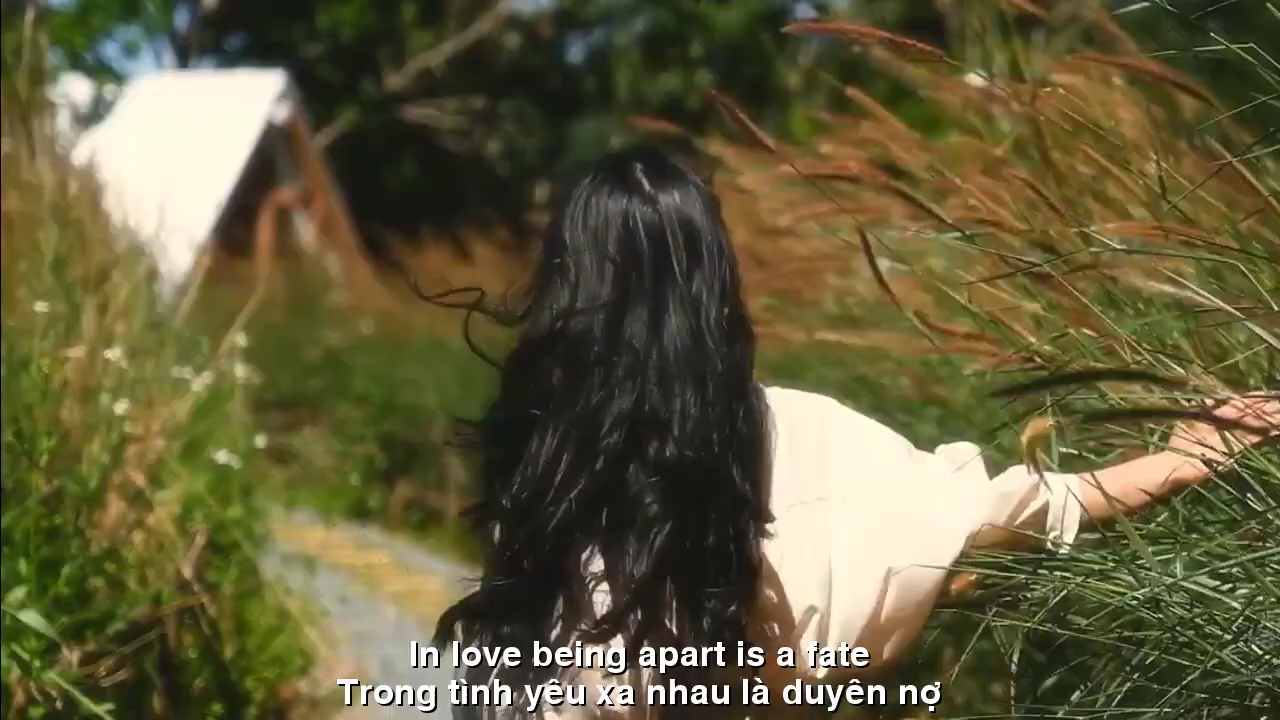 In love being apart is a fate
Trong tình yêu xa nhau là duyên nợ